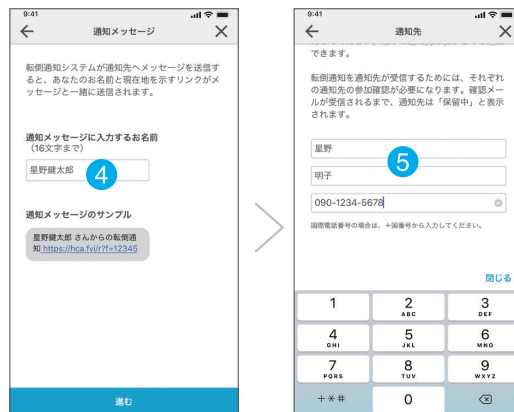 9:41
通知メッセージ
転倒通知システムが通知先へメッセージを送信す
ると、あなたのお名前と現在地を示すリンクがメ
ッセージと一緒に送信されます。
通知メッセージに入力するお名前
（16文字まで）
星野鍵太郎
4
通知メッセージのサンプル
星野鍵太郎 さんからの転倒通
知 https://hca.fyi/r?f=12345
進む
9:41
通知先
できます。
転倒通知を通知先が受信するためには、それぞれ
の通知先の参加確認が必要になります。確認メー
ルが受信されるまで、通知先は「保留中」と表示
されます。
星野
5
明子
090-1234-5678
国際電話番号の場合は、＋国番号から入力してください。
閉じる
1 2 3
ABC DEF
4 5 6
GHI JKL MNO
7 8 9
PQRS TUV WXYZ
+*# 0